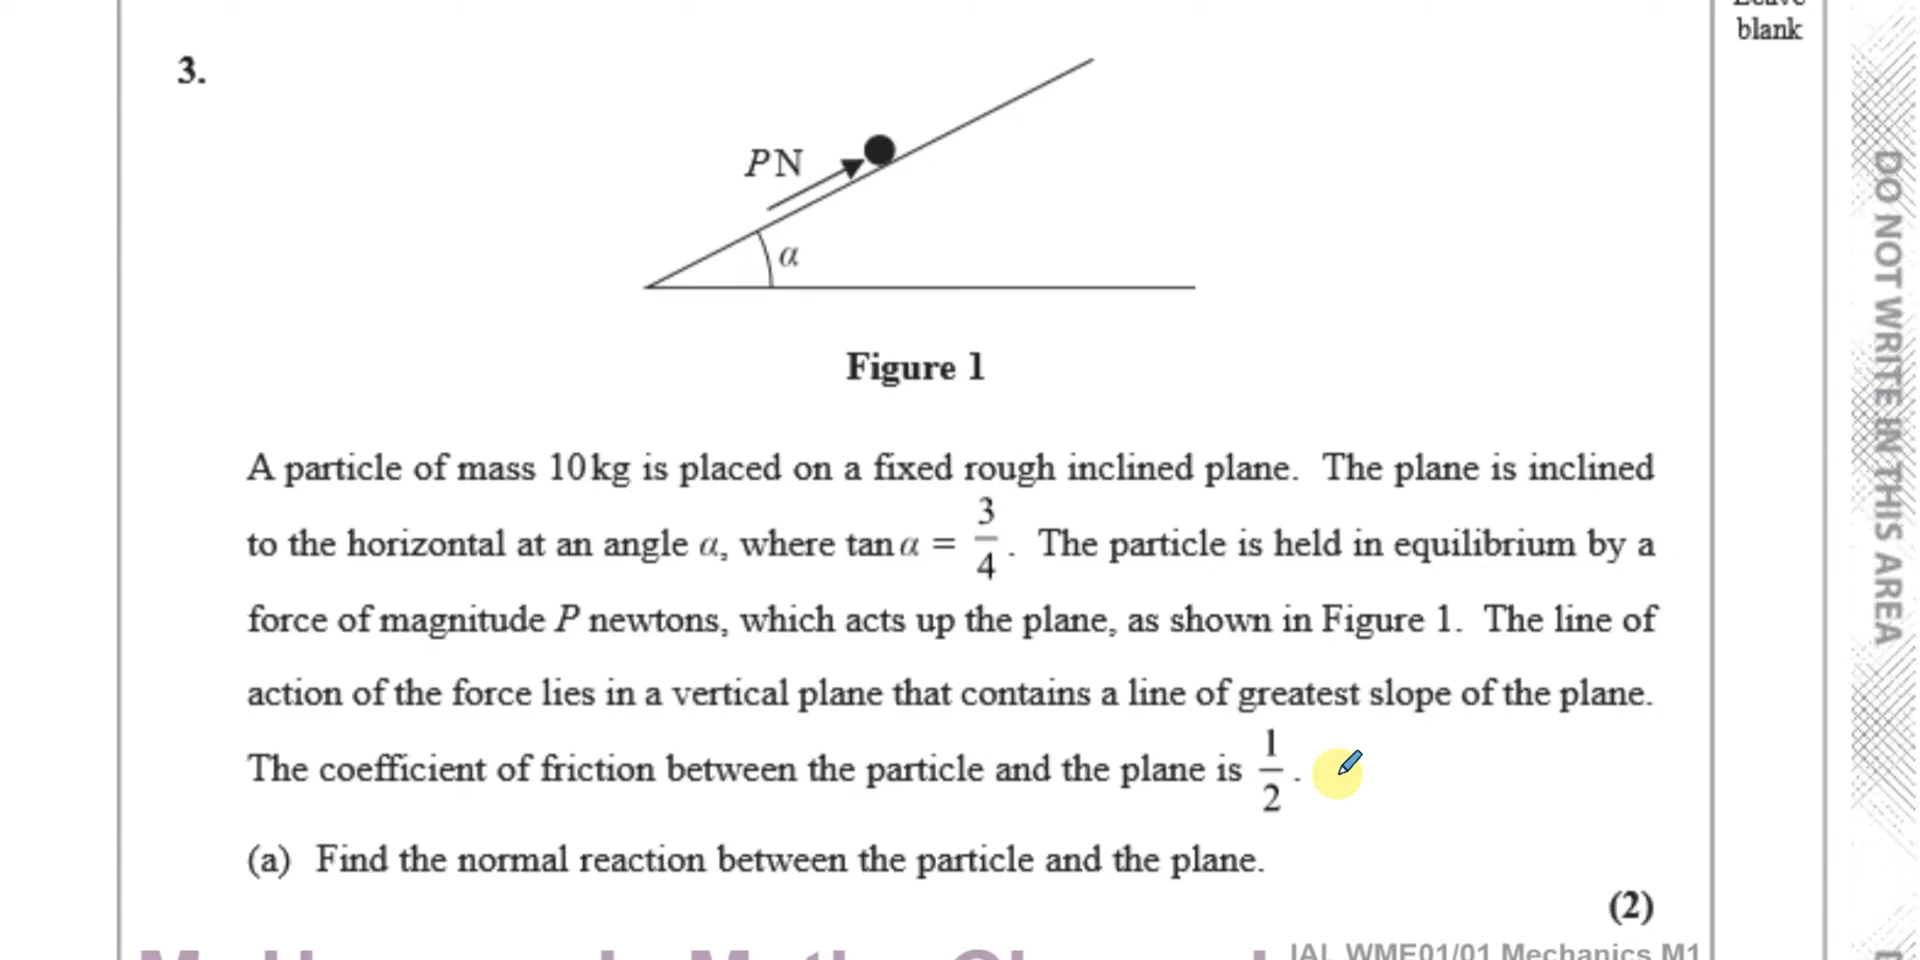 blank
3.
PN
α
Figure 1
A particle of mass 10 kg is placed on a fixed rough inclined plane. The plane is inclined
to the horizontal at an angle α, where tan α = 3/4. The particle is held in equilibrium by a
force of magnitude P newtons, which acts up the plane, as shown in Figure 1. The line of
action of the force lies in a vertical plane that contains a line of greatest slope of the plane.
The coefficient of friction between the particle and the plane is 1/2.
(a) Find the normal reaction between the particle and the plane.
(2)
IAL WME01/01 Mechanics M1
DO NOT WRITE IN THIS AREA